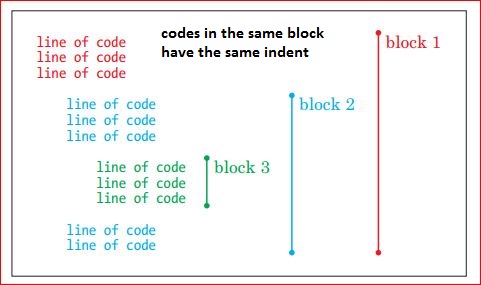 codes in the same block
have the same indent
line of code
line of code
line of code
block 1
line of code
line of code
line of code
block 2
line of code
line of code
line of code
block 3
line of code
line of code